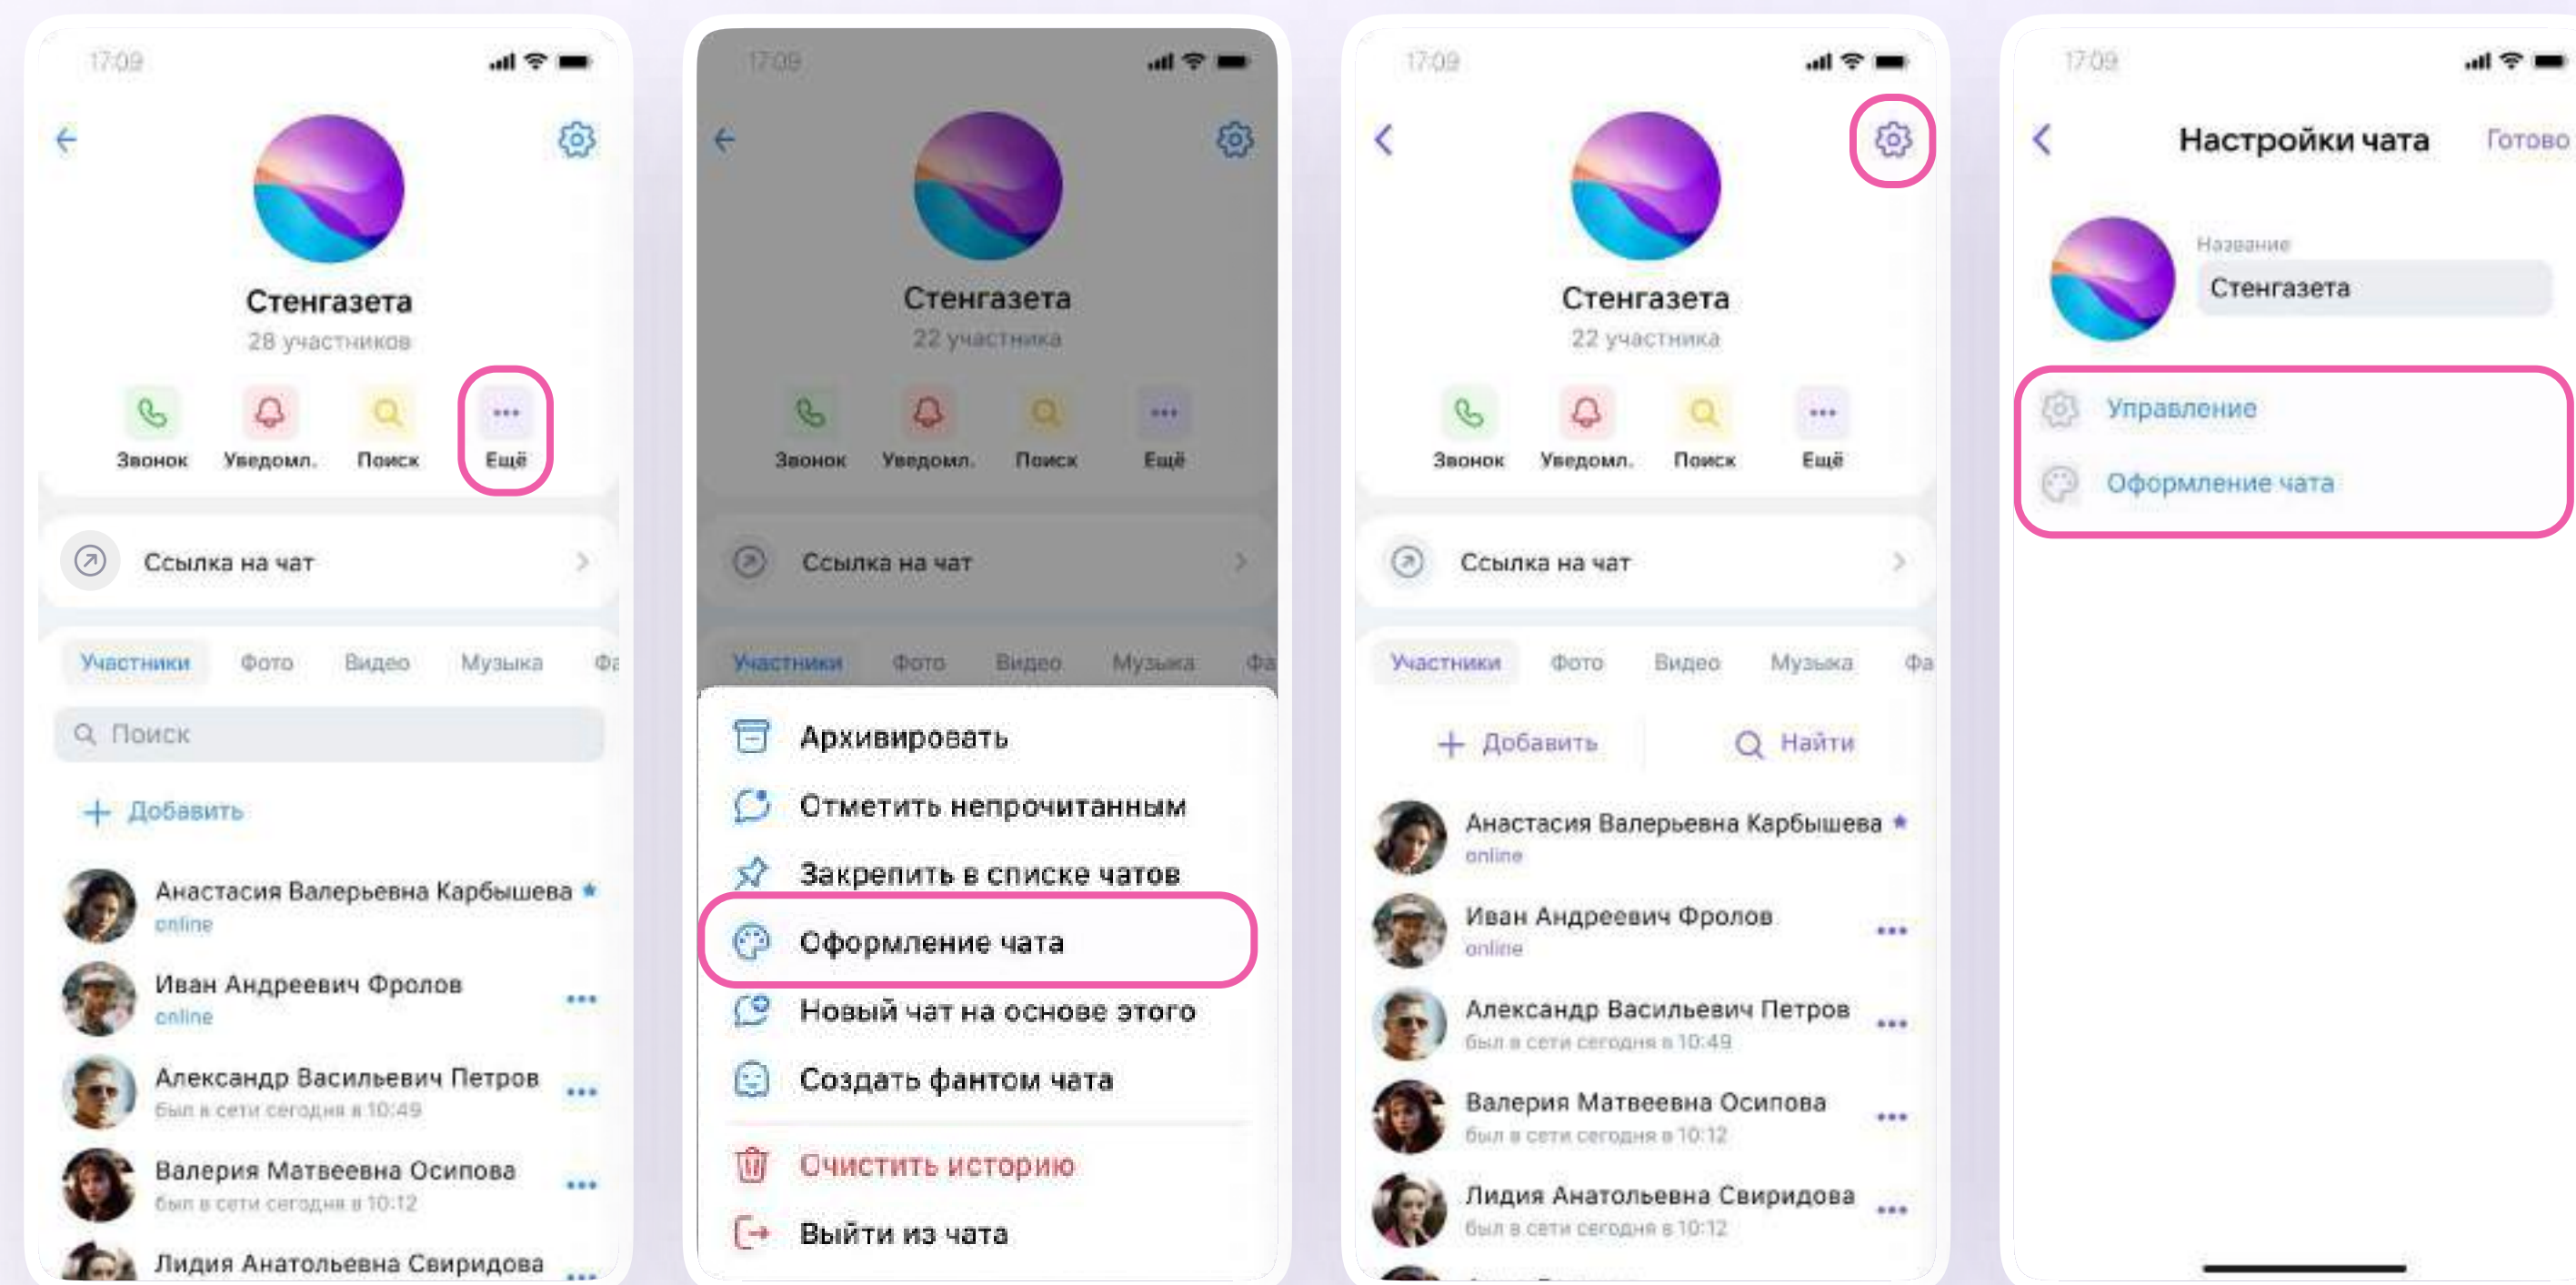 17:09
Стенгазета
28 участников
Звонок
Уведомл.
Поиск
Ещё
Ссылка на чат
Участники
Фото
Видео
Музыка
Фа
Поиск
Добавить
Анастасия Валерьевна Карбышева
online
Иван Андреевич Фролов
online
Александр Васильевич Петров
был в сети сегодня в 10:49
Валерия Матвеевна Осипова
был в сети сегодня в 10:12
Лидия Анатольевна Свиридова
17:09
Стенгазета
22 участника
Звонок
Уведомл.
Поиск
Ещё
Ссылка на чат
Участники
Фото
Видео
Музыка
Фа
Архивировать
Отметить непрочитанным
Закрепить в списке чатов
Оформление чата
Новый чат на основе этого
Создать фантом чата
Очистить историю
Выйти из чата
17:09
Стенгазета
22 участника
Звонок
Уведомл.
Поиск
Ещё
Ссылка на чат
Участники
Фото
Видео
Музыка
Фа
Добавить
Найти
Анастасия Валерьевна Карбышева
online
Иван Андреевич Фролов
online
Александр Васильевич Петров
был в сети сегодня в 10:49
Валерия Матвеевна Осипова
был в сети сегодня в 10:12
Лидия Анатольевна Свиридова
был в сети сегодня в 10:12
17:09
Настройки чата
Готово
Название
Стенгазета
Управление
Оформление чата